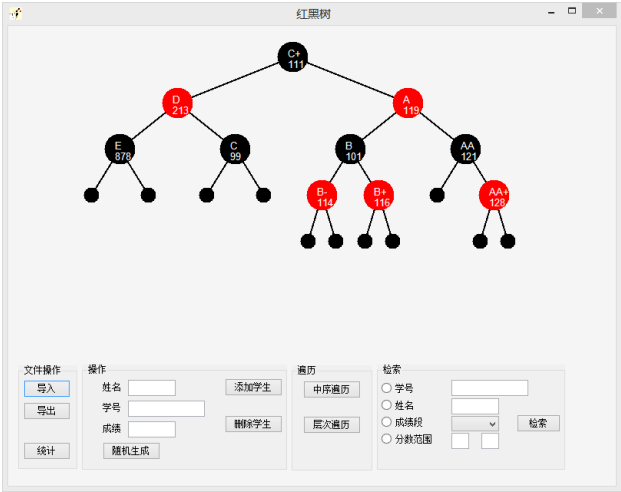 红黑树
C+
111
D
213
A
119
E
878
C
99
B
101
AA
121
B-
114
B+
116
AA+
128
文件操作
导入
导出
统计
操作
姓名
学号
成绩
随机生成
添加学生
删除学生
遍历
中序遍历
层次遍历
检索
学号
姓名
成绩段
分数范围
检索